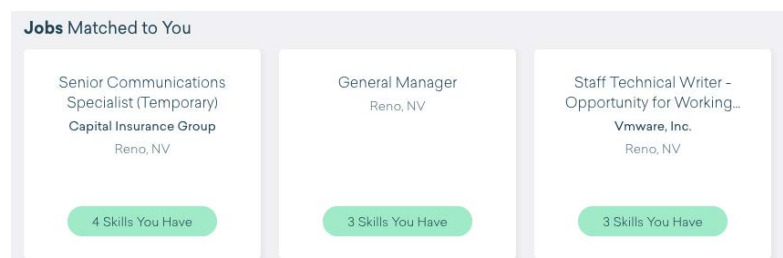 Jobs Matched to You
Senior Communications
Specialist (Temporary)
Capital Insurance Group
Reno, NV
4 Skills You Have
General Manager
Reno, NV
3 Skills You Have
Staff Technical Writer -
Opportunity for Working...
Vmware, Inc.
Reno, NV
3 Skills You Have